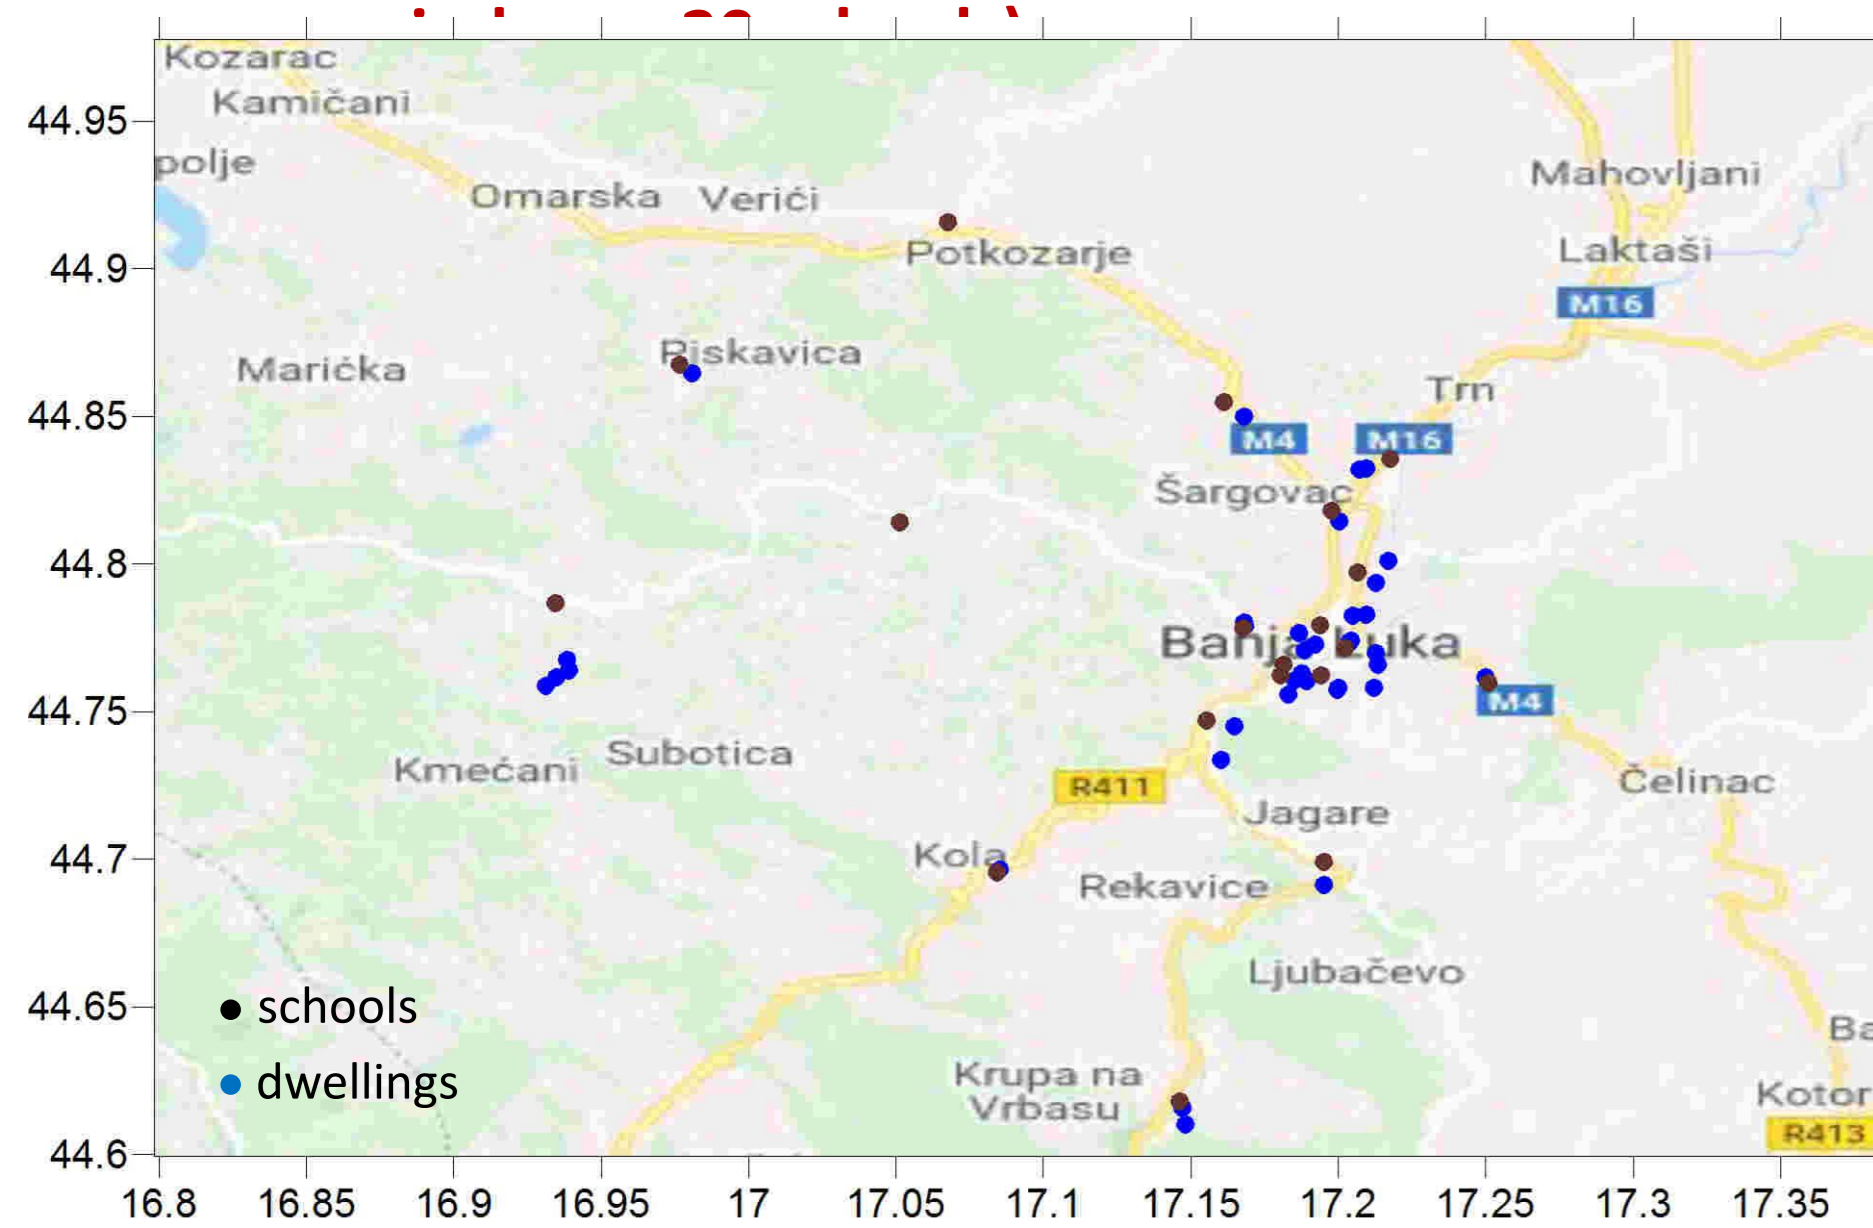 Kozarac
Kamičani
44.95
polje
Mahovljani
Omarska Verići
Potkozarje
Laktaši
44.9
M16
Piskavica
Marićka
Trn
44.85
M4 M16
Šargovac
44.8
Banja Luka
44.75
M4
Subotica
Kmećani
Čelinac
R411
Jagare
44.7
Kola
Rekavice
Ljubačevo
44.65
schools
Ba
dwellings
Krupa na
Vrbasu
Kotor
R413
44.6
16.8 16.85 16.9 16.95 17 17.05 17.1 17.15 17.2 17.25 17.3 17.35